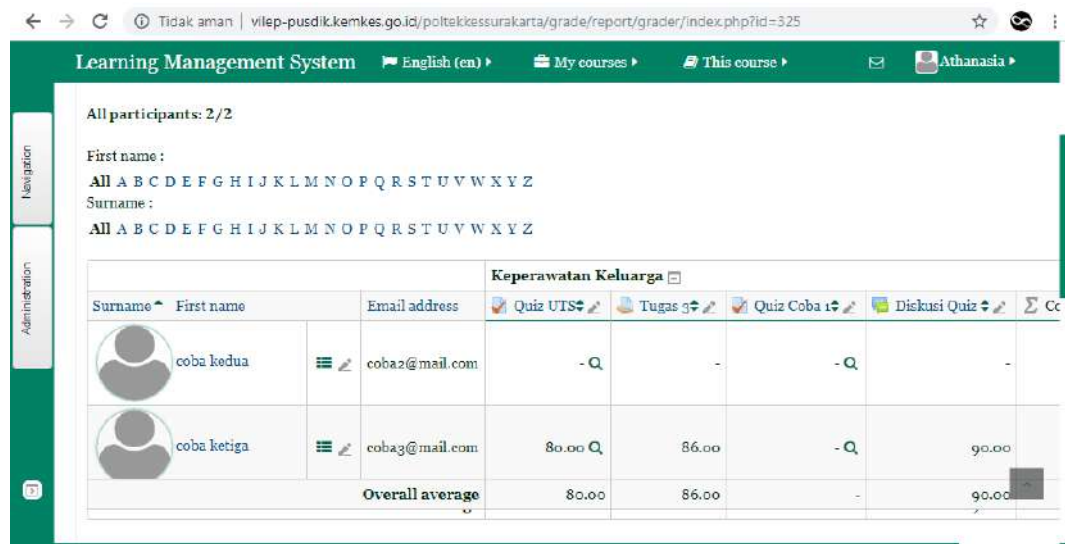 Tidak aman | vilep-pusdik.kemkes.go.id/poltekkessurakarta/grade/report/grader/index.php?id=325
Learning Management System English (en) My courses This course Athanasia
Navigation
Administration
All participants: 2/2
First name :
All A B C D E F G H I J K L M N O P Q R S T U V W X Y Z
Surname :
All A B C D E F G H I J K L M N O P Q R S T U V W X Y Z
Keperawatan Keluarga
Surname First name Email address Quiz UTS Tugas 3 Quiz Coba 1 Diskusi Quiz Σ
coba kedua coba2@mail.com - - - -
coba ketiga coba3@mail.com 80.00 86.00 - 90.00
Overall average 80.00 86.00 - 90.00